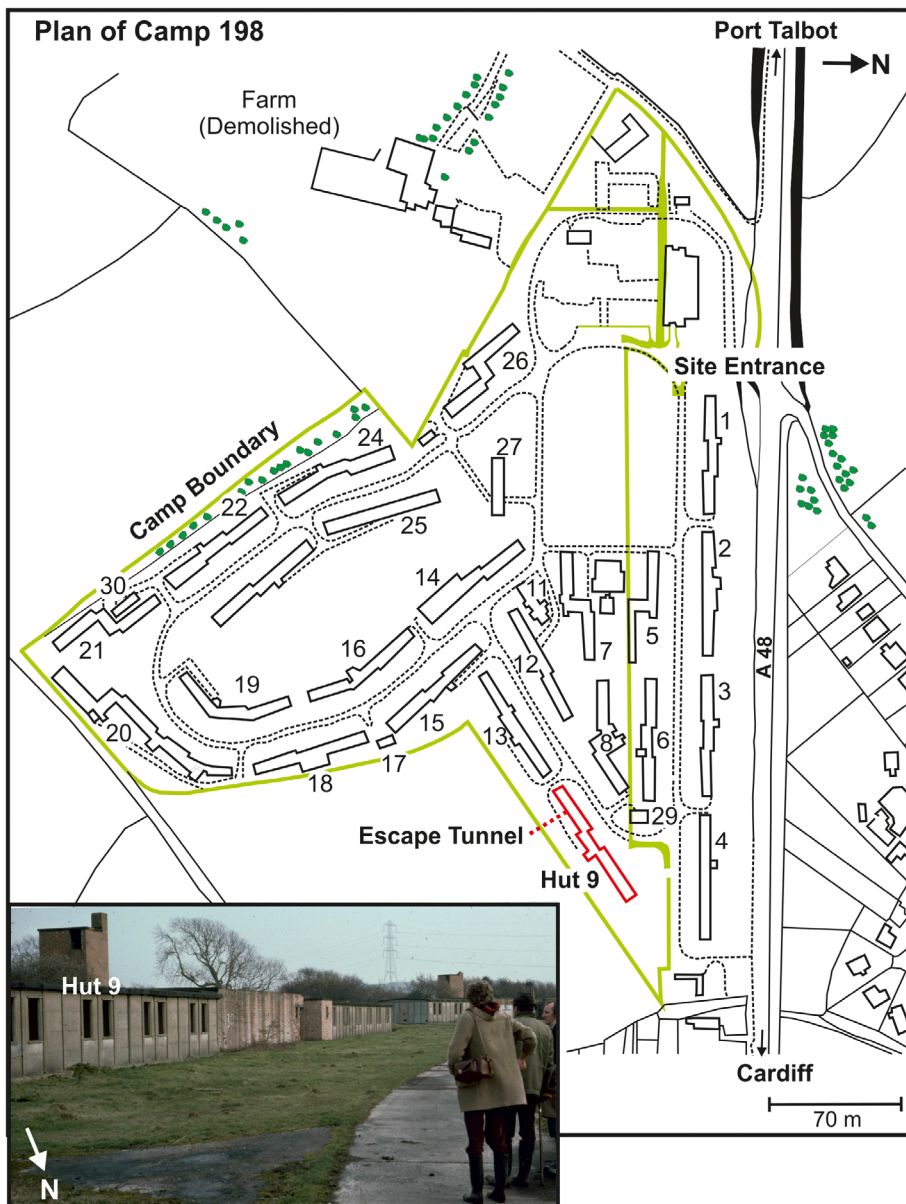 Plan of Camp 198
Port Talbot
N
Farm
(Demolished)
Site Entrance
26
1
24
27
Camp Boundary
22
25
2
30
14
11
21
16
7
5
12
19
3
A 48
15
13
20
8
6
17
18
29
Escape Tunnel
4
Hut 9
Hut 9
Cardiff
70 m
N